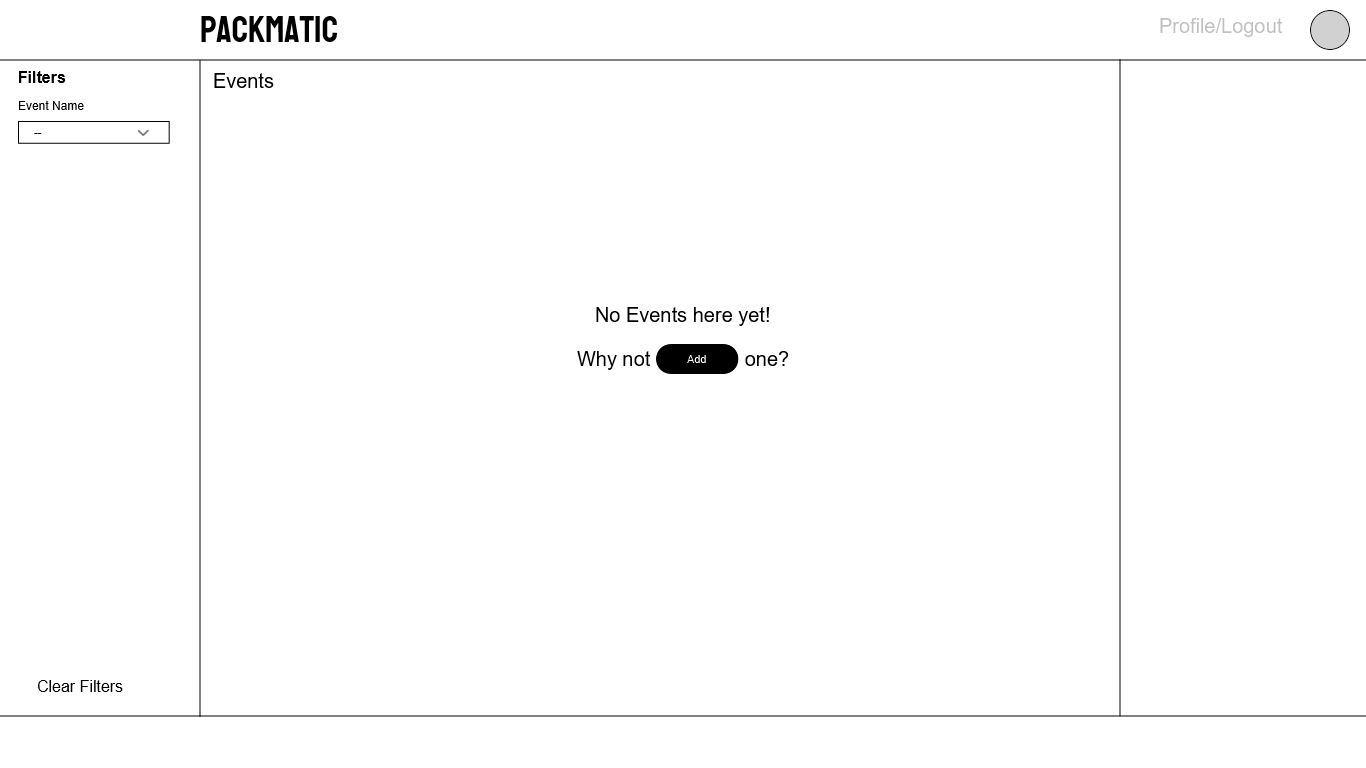 PACKMATIC
Profile/Logout
Filters
Event Name
--
Events
No Events here yet!
Why not Add one?
Clear Filters